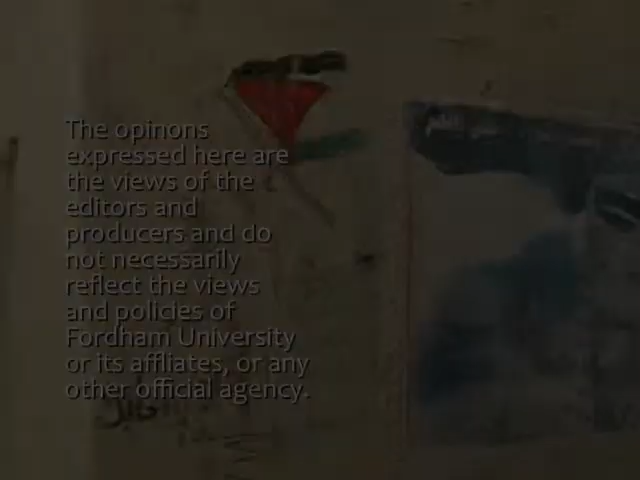 The opinons
expressed here are
the views of the
editors and
producers and do
not necessarily
reflect the views
and policies of
Fordham University
or its affliates, or any
other official agency.